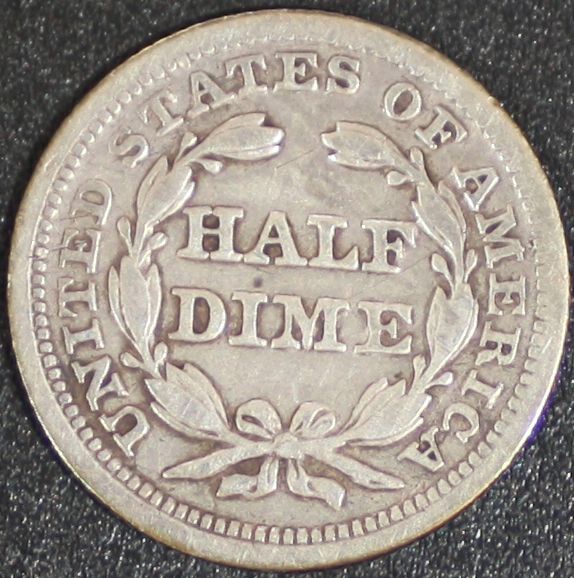 UNITED STATES OF AMERICA
HALF
DIME